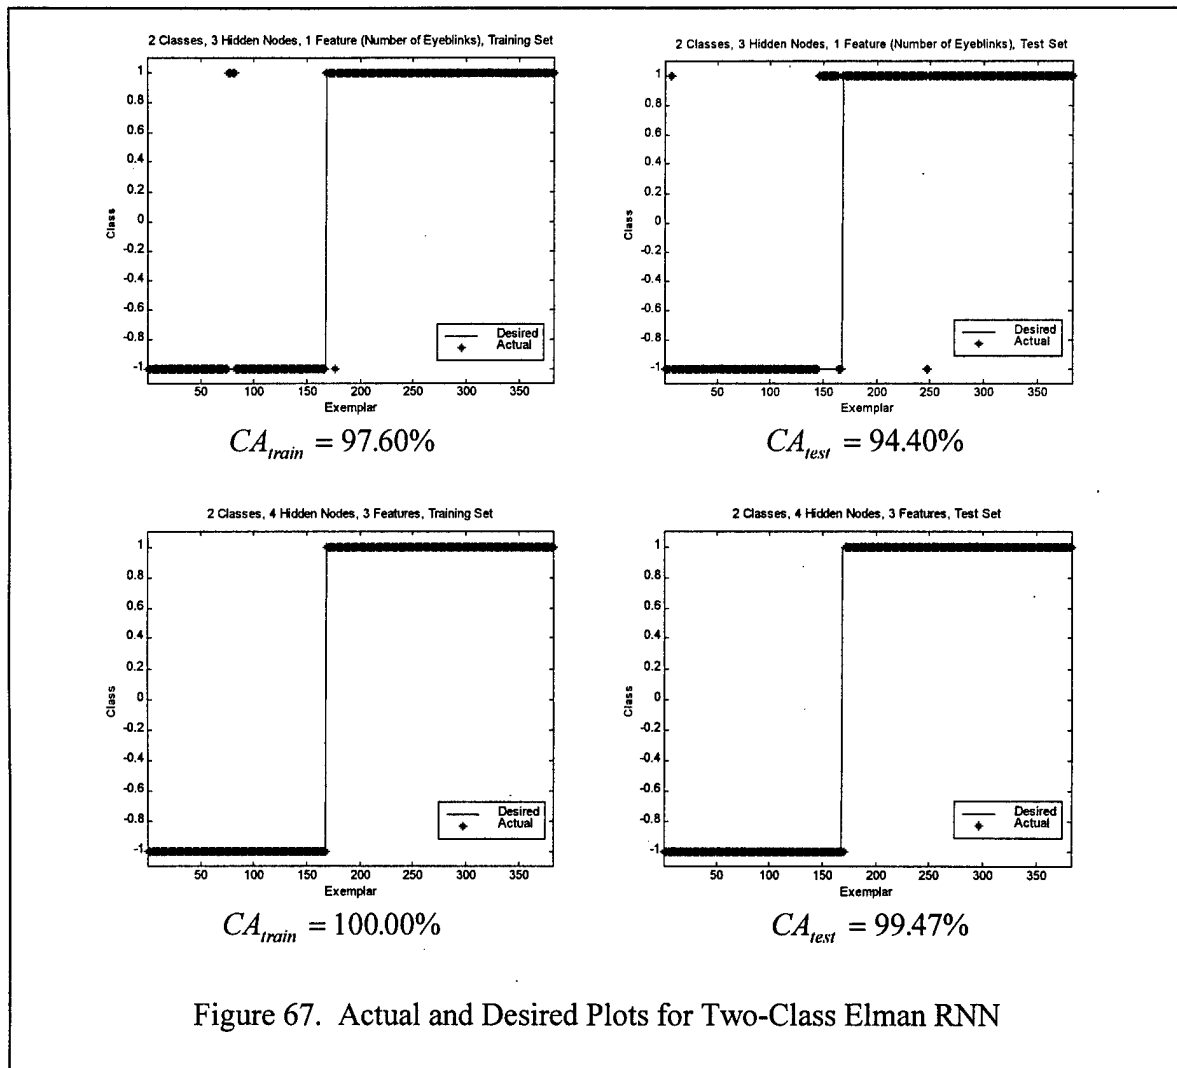 2 Classes, 3 Hidden Nodes, 1 Feature (Number of Eyeblinks), Training Set
1
0.8
0.6
0.4
0.2
0
-0.2
-0.4
-0.6
-0.8
-1
Class
Desired
Actual
50 100 150 200 250 300 350
Exemplar
CA_train = 97.60%
2 Classes, 3 Hidden Nodes, 1 Feature (Number of Eyeblinks), Test Set
1
0.8
0.6
0.4
0.2
0
-0.2
-0.4
-0.6
-0.8
-1
Class
Desired
Actual
50 100 150 200 250 300 350
Exemplar
CA_test = 94.40%
2 Classes, 4 Hidden Nodes, 3 Features, Training Set
1
0.8
0.6
0.4
0.2
0
-0.2
-0.4
-0.6
-0.8
-1
Class
Desired
Actual
50 100 150 200 250 300 350
Exemplar
CA_train = 100.00%
2 Classes, 4 Hidden Nodes, 3 Features, Test Set
1
0.8
0.6
0.4
0.2
0
-0.2
-0.4
-0.6
-0.8
-1
Class
Desired
Actual
50 100 150 200 250 300 350
Exemplar
CA_test = 99.47%
Figure 67. Actual and Desired Plots for Two-Class Elman RNN